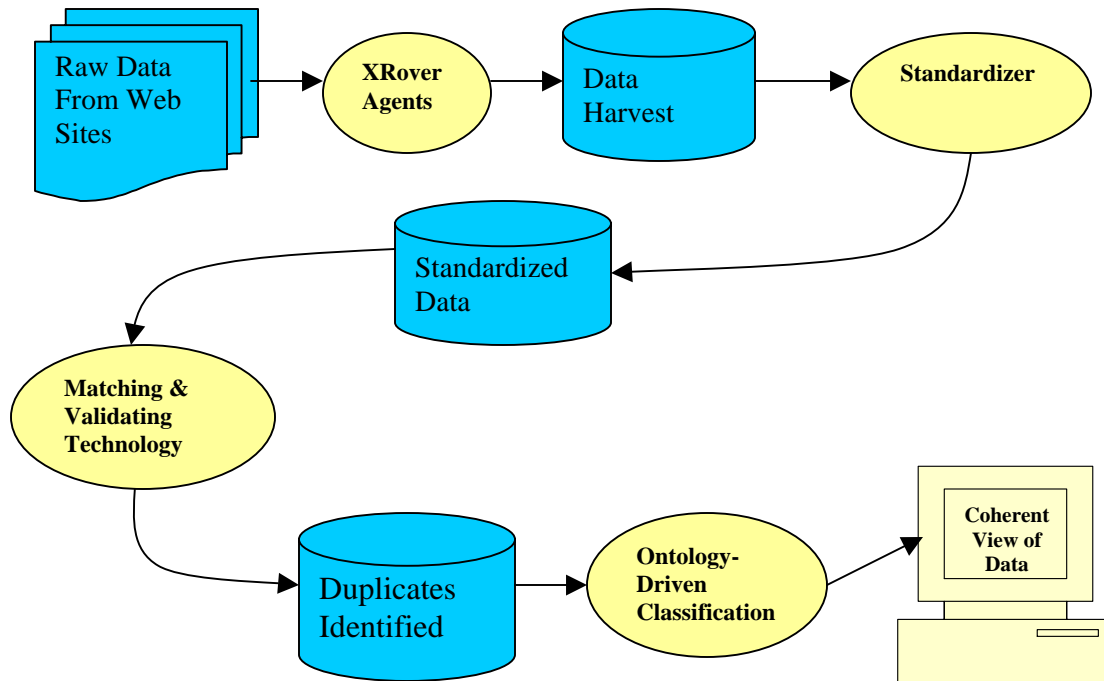 Raw Data
From Web
Sites
XRover
Agents
Data
Harvest
Standardizer
Standardized
Data
Matching &
Validating
Technology
Duplicates
Identified
Ontology-
Driven
Classification
Coherent
View of
Data